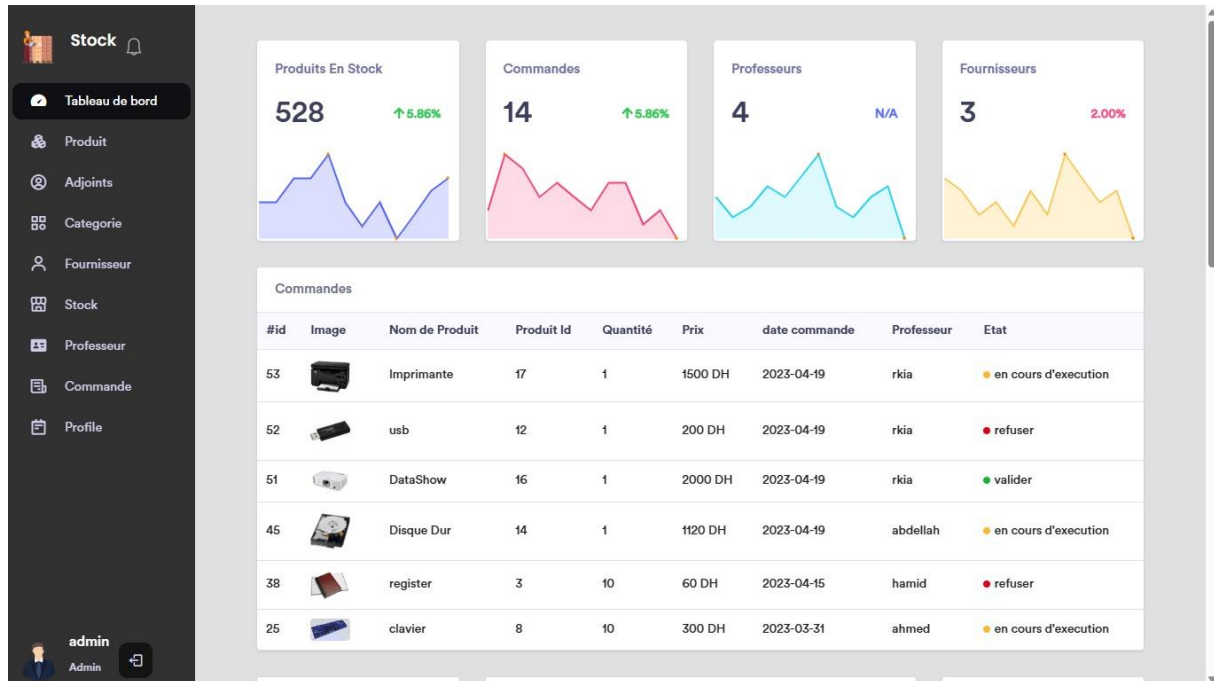 Stock
Tableau de bord
Produit
Adjoints
Categorie
Fournisseur
Stock
Professeur
Commande
Profile
admin
Admin
Produits En Stock
528 ↑5.86%
Commandes
14 ↑5.86%
Professeurs
4 N/A
Fournisseurs
3 2.00%
Commandes
#id Image Nom de Produit Produit Id Quantité Prix date commande Professeur Etat
53 Imprimante 17 1 1500 DH 2023-04-19 rkia en cours d'execution
52 usb 12 1 200 DH 2023-04-19 rkia refuser
51 DataShow 16 1 2000 DH 2023-04-19 rkia valider
45 Disque Dur 14 1 1120 DH 2023-04-19 abdellah en cours d'execution
38 register 3 10 60 DH 2023-04-15 hamid refuser
25 clavier 8 10 300 DH 2023-03-31 ahmed en cours d'execution